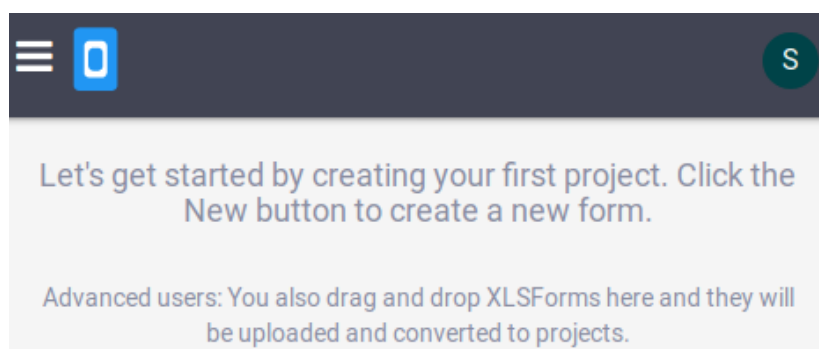 S
Let's get started by creating your first project. Click the
New button to create a new form.
Advanced users: You also drag and drop XLSForms here and they will
be uploaded and converted to projects.